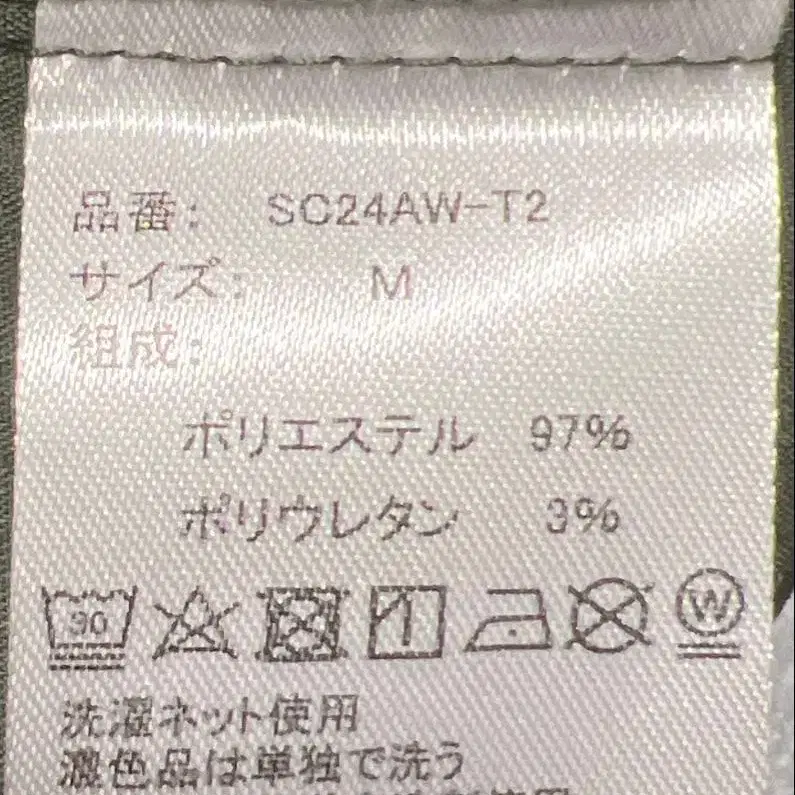 品番: SC24AW-T2
サイズ: M
組成:
ポリエステル 97%
ポリウレタン 3%
W
洗濯ネット使用
濃色品は単独で洗う